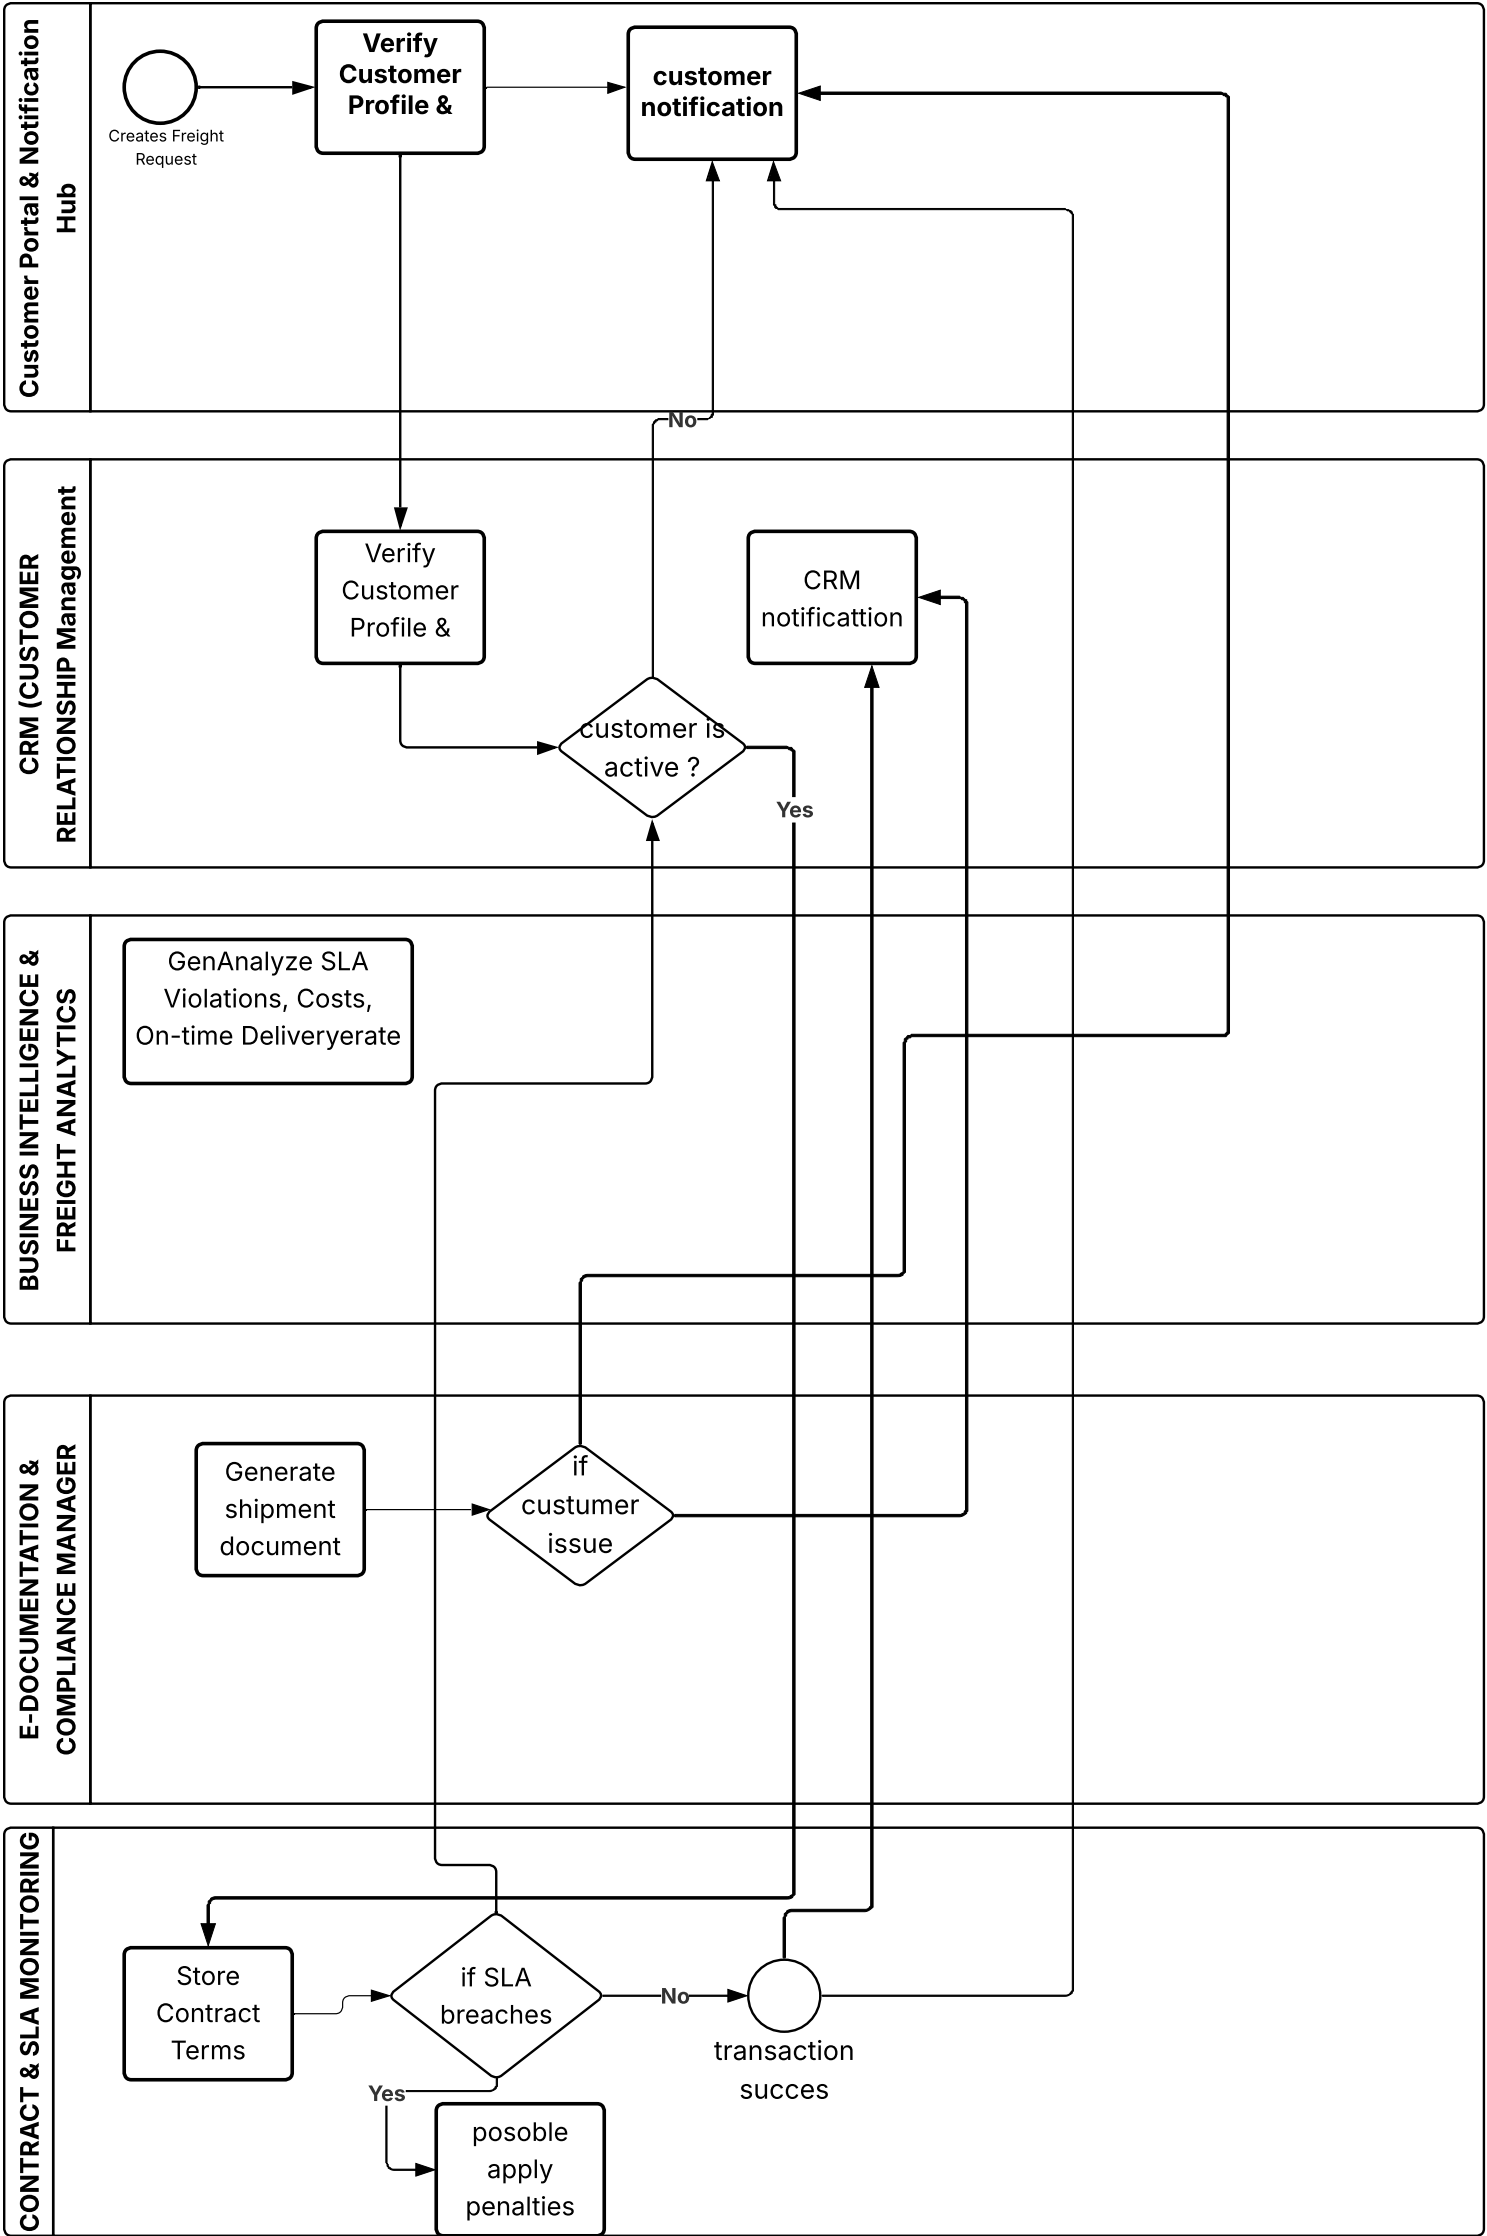 Customer Portal & Notification
Hub
Creates Freight
Request
Verify
Customer
Profile &
customer
notification
No
CRM (CUSTOMER
RELATIONSHIP Management
Verify
Customer
Profile &
customer is
active ?
Yes
CRM
notificattion
BUSINESS INTELLIGENCE &
FREIGHT ANALYTICS
GenAnalyze SLA
Violations, Costs,
On-time Deliveryerate
E-DOCUMENTATION &
COMPLIANCE MANAGER
Generate
shipment
document
if
custumer
issue
CONTRACT & SLA MONITORING
Store
Contract
Terms
if SLA
breaches
No
transaction
succes
Yes
posoble
apply
penalties